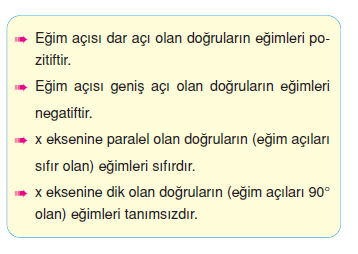 Eğim açısı dar açı olan doğruların eğimleri po-
zitiftir.
Eğim açısı geniş açı olan doğruların eğimleri
negatiftir.
x eksenine paralel olan doğruların (eğim açıları
sıfır olan) eğimleri sıfırdır.
x eksenine dik olan doğruların (eğim açıları 90°
olan) eğimleri tanımsızdır.